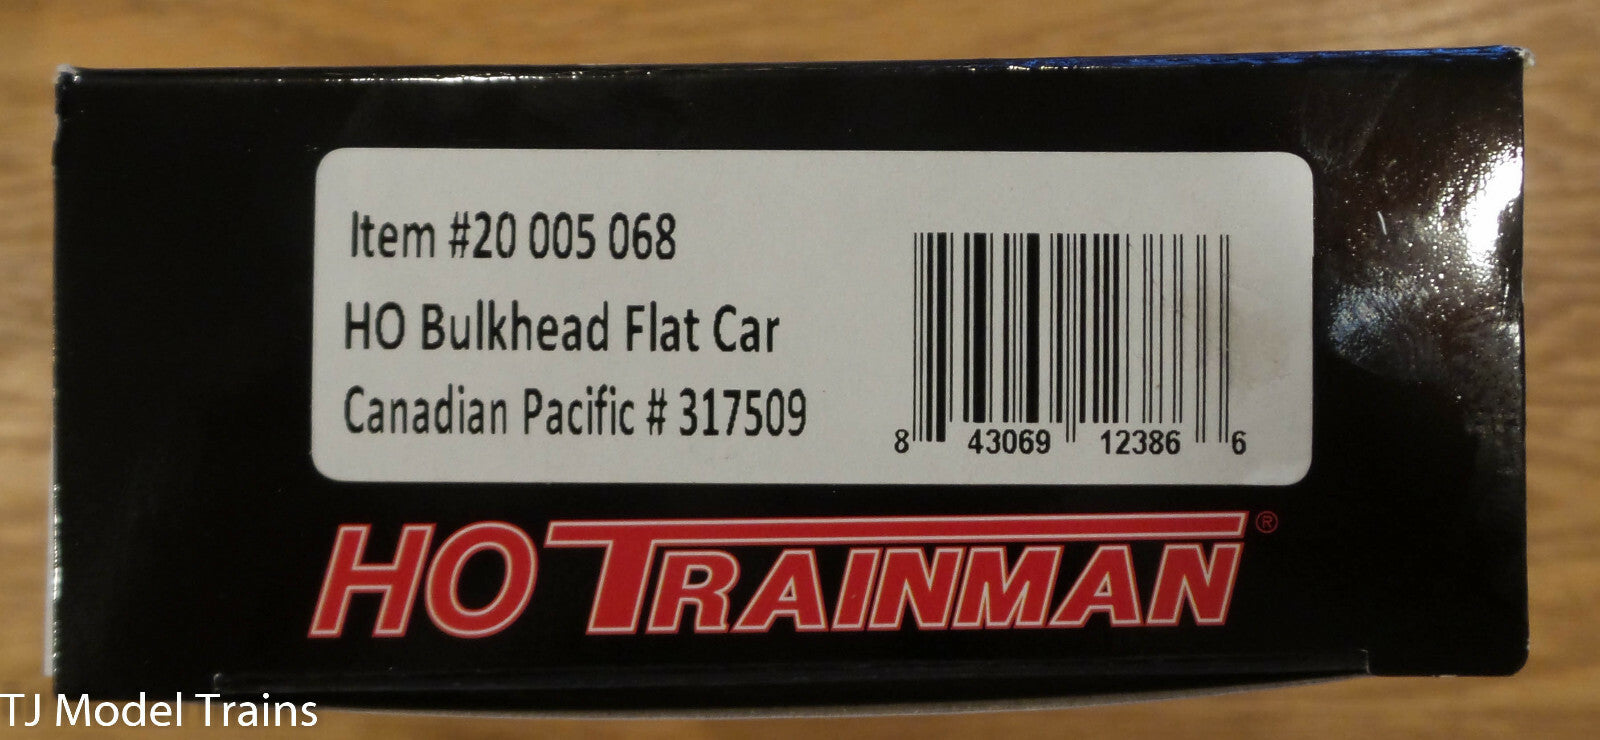 Item #20 005 068
HO Bulkhead Flat Car
Canadian Pacific # 317509
8 43069 12386 6
HO TRAINMAN ®
TJ Model Trains